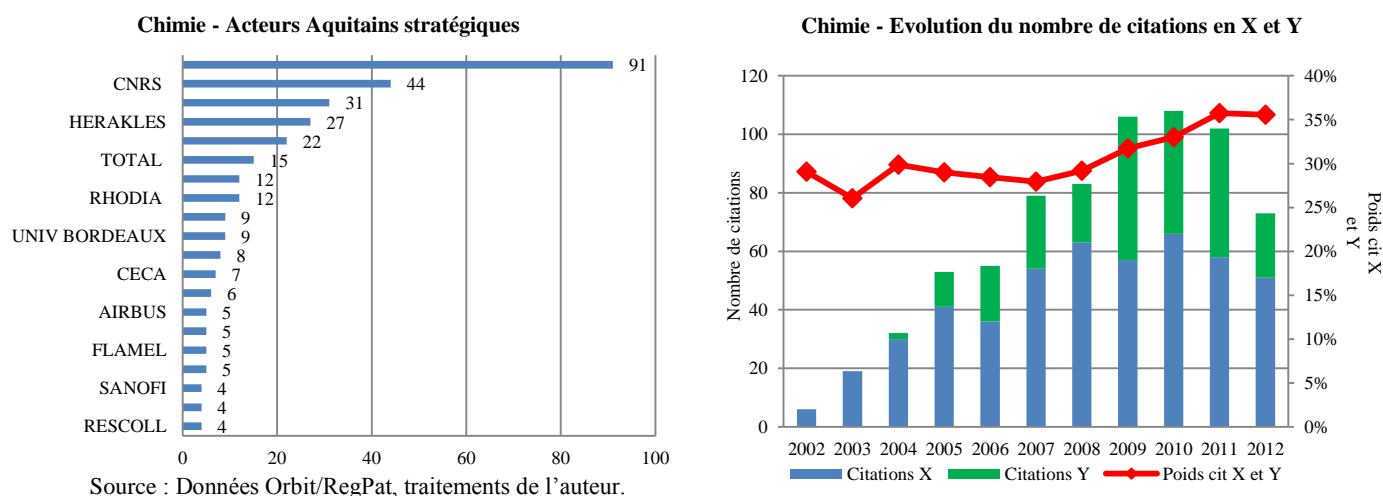 Chimie - Acteurs Aquitains stratégiques
91
CNRS 44
31
HERAKLES 27
22
TOTAL 15
12
RHODIA 12
9
UNIV BORDEAUX 9
8
CECA 7
6
AIRBUS 5
5
FLAMEL 5
5
SANOFI 4
4
RESCOLL 4
0 20 40 60 80 100
Source : Données Orbit/RegPat, traitements de l'auteur.
Chimie - Evolution du nombre de citations en X et Y
Nombre de citations
120
100
80
60
40
20
0
40%
35%
30%
25%
20%
15%
10%
5%
0%
Poids cit X
et Y
2002 2003 2004 2005 2006 2007 2008 2009 2010 2011 2012
Citations X Citations Y Poids cit X et Y